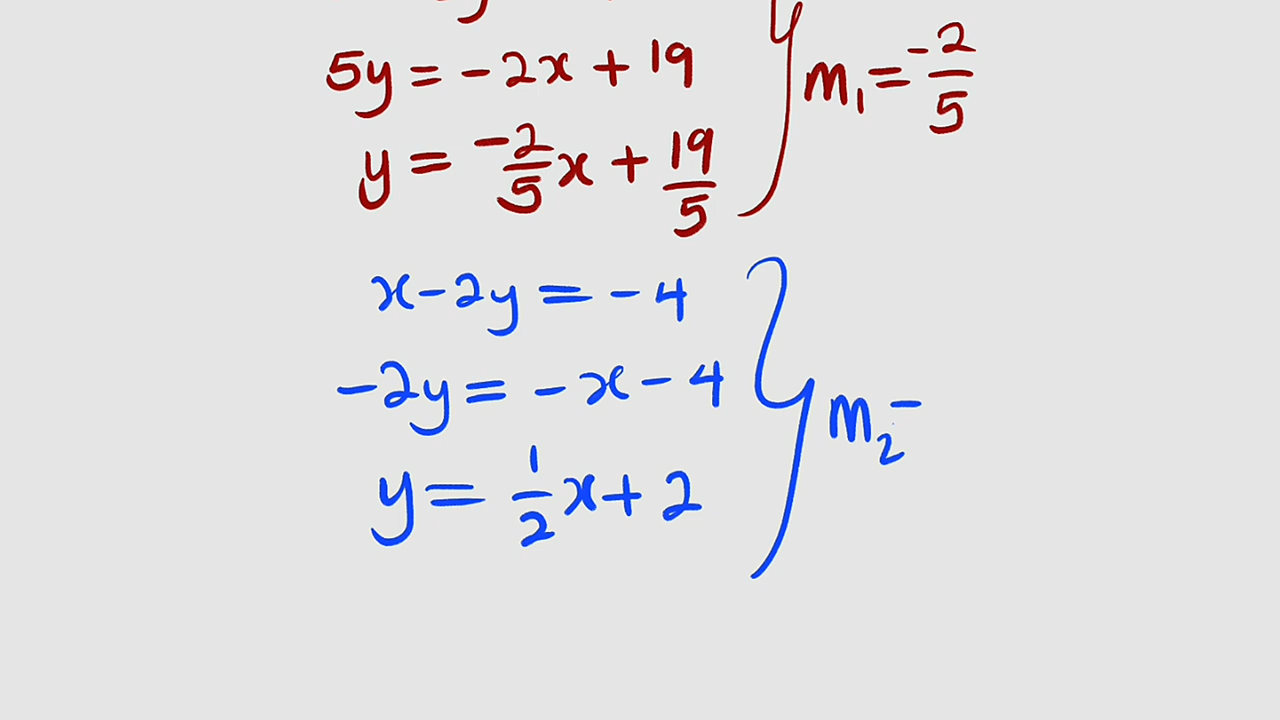 5y = -2x + 19
y = -2/5 x + 19/5
m₁ = -2/5
x - 2y = -4
-2y = -x - 4
y = 1/2 x + 2
m₂ -